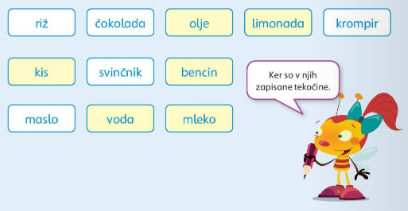 riž čokolada olje limonada krompir
kis svinčnik bencin
Ker so v njih
zapisane tekočine.
maslo voda mleko